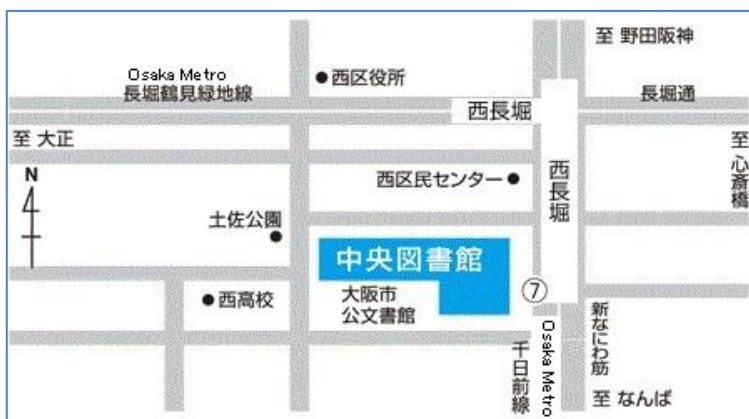 至 野田阪神
Osaka Metro
長堀鶴見緑地線
西区役所
西長堀
長堀通
至 大正
至 心斎橋
N
西区民センター
西長堀
土佐公園
中央図書館
西高校
大阪市
公文書館
⑦
新なにわ筋
Osaka Metro
千日前線
至 なんば